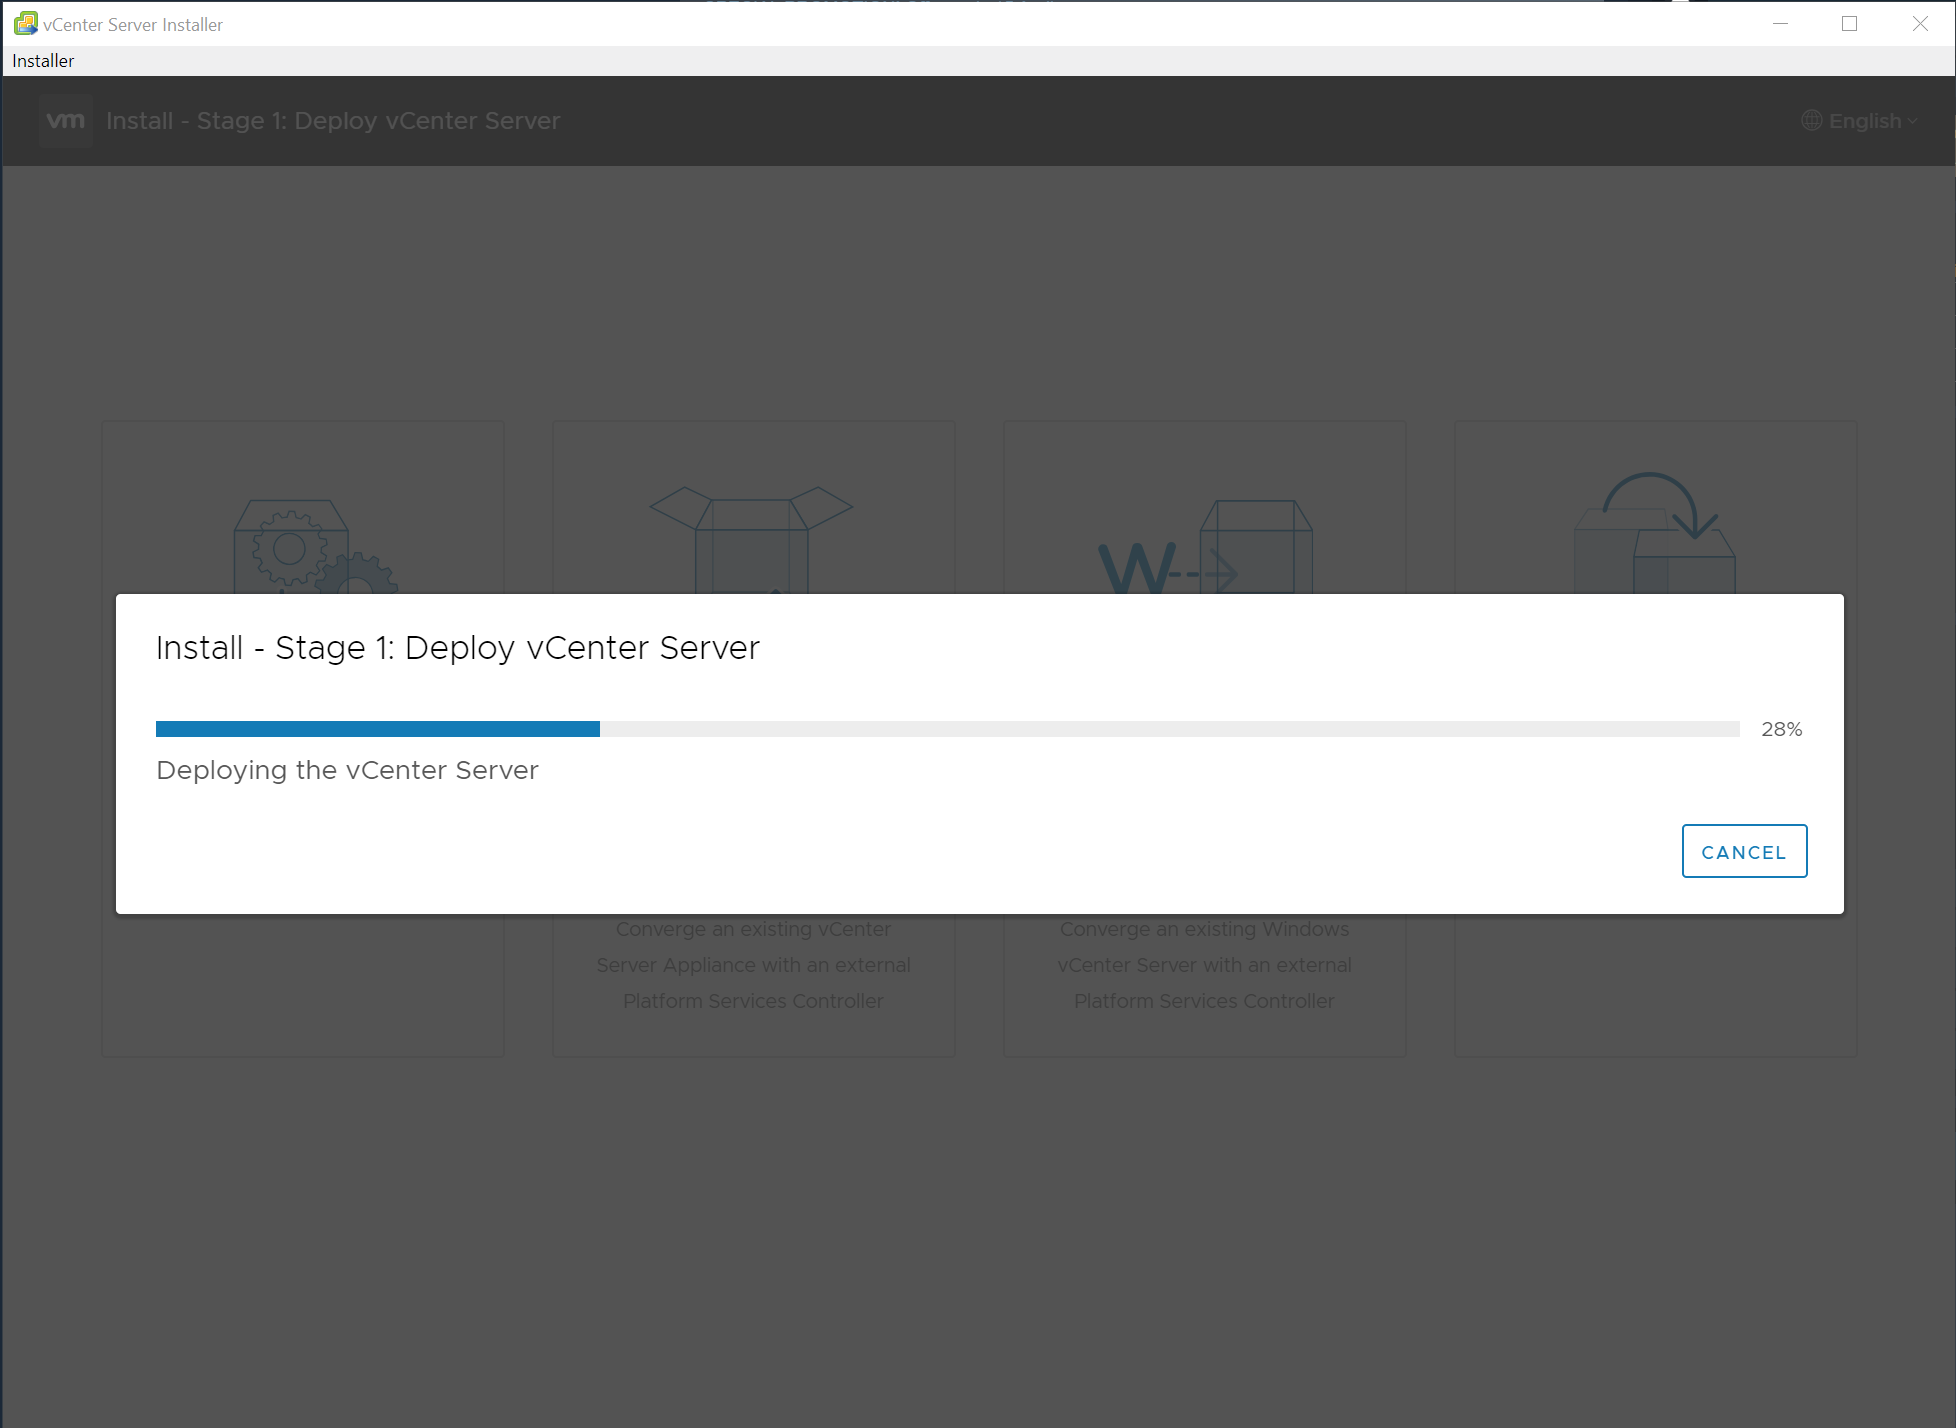 vCenter Server Installer
Installer
vm Install - Stage 1: Deploy vCenter Server
English
Install - Stage 1: Deploy vCenter Server
28%
Deploying the vCenter Server
CANCEL
Converge an existing vCenter
Server Appliance with an external
Platform Services Controller
Converge an existing Windows
vCenter Server with an external
Platform Services Controller